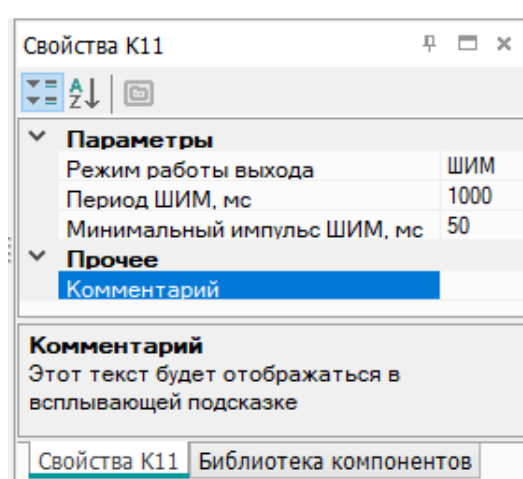 Свойства K11
A
Z
Параметры
Режим работы выхода ШИМ
Период ШИМ, мс 1000
Минимальный импульс ШИМ, мс 50
Прочее
Комментарий
Комментарий
Этот текст будет отображаться в
всплывающей подсказке
Свойства K11 Библиотека компонентов